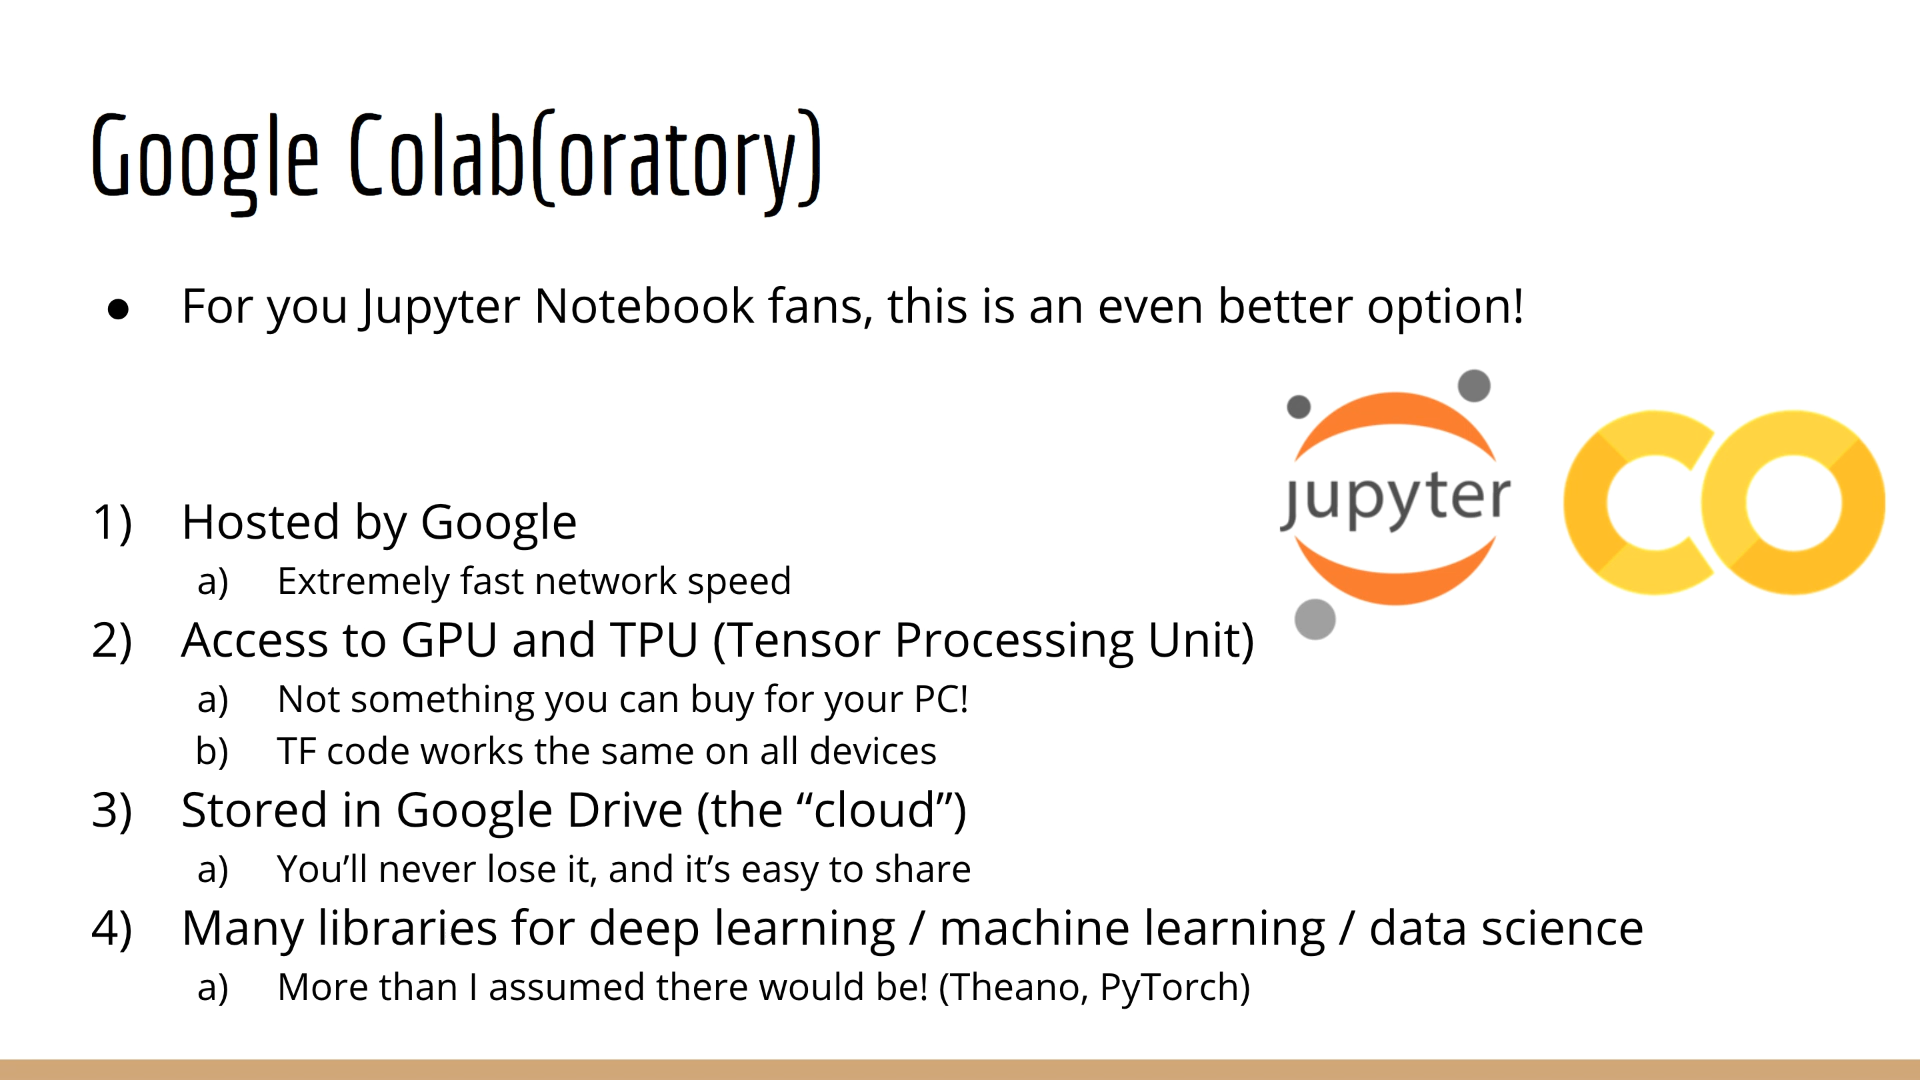 Google Colab(oratory)
● For you Jupyter Notebook fans, this is an even better option!
jupyter
CO
1) Hosted by Google
a) Extremely fast network speed
2) Access to GPU and TPU (Tensor Processing Unit)
a) Not something you can buy for your PC!
b) TF code works the same on all devices
3) Stored in Google Drive (the “cloud”)
a) You’ll never lose it, and it’s easy to share
4) Many libraries for deep learning / machine learning / data science
a) More than I assumed there would be! (Theano, PyTorch)